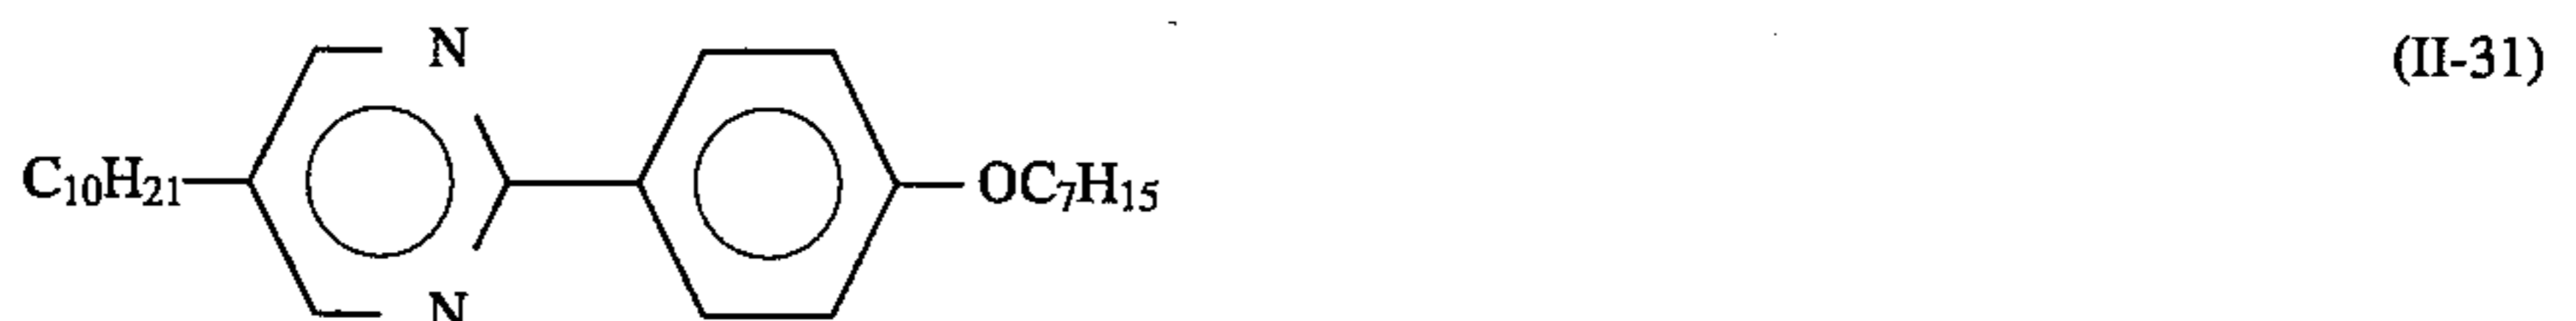 N
(II-31)
C₁₀H₂₁
OC₇H₁₅
N